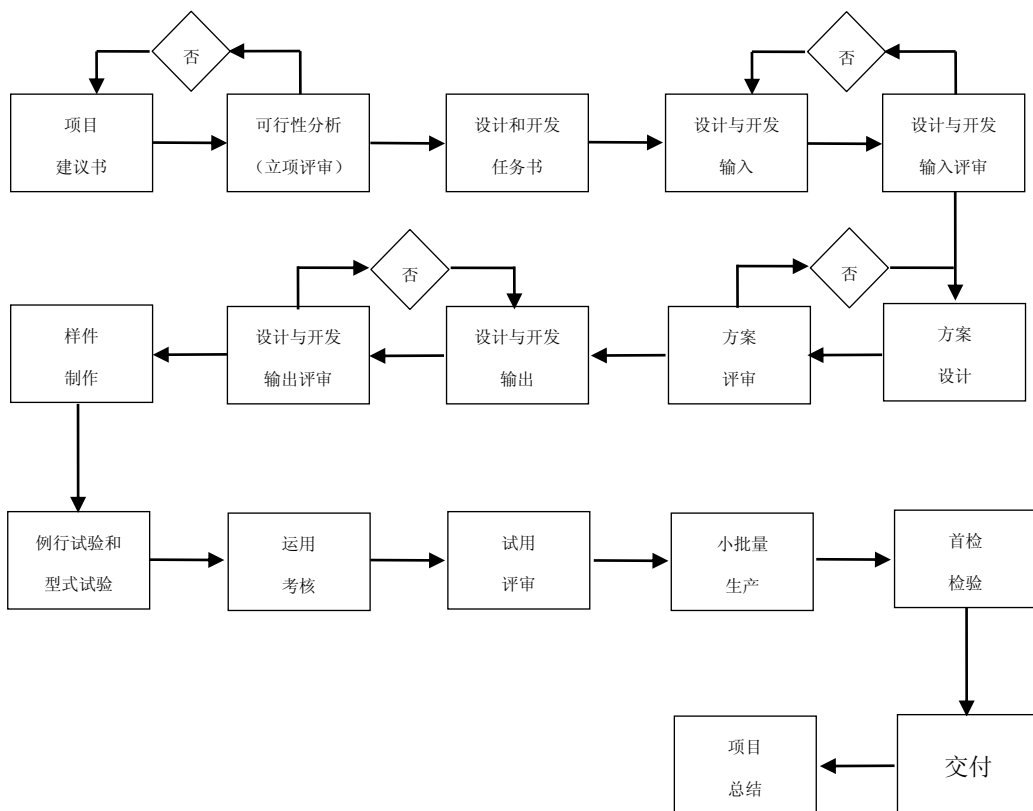 否
否
项目
建议书
可行性分析
（立项评审）
设计和开发
任务书
设计与开发
输入
设计与开发
输入评审
否
否
样件
制作
设计与开发
输出评审
设计与开发
输出
方案
评审
方案
设计
例行试验和
型式试验
运用
考核
试用
评审
小批量
生产
首检
检验
项目
总结
交付